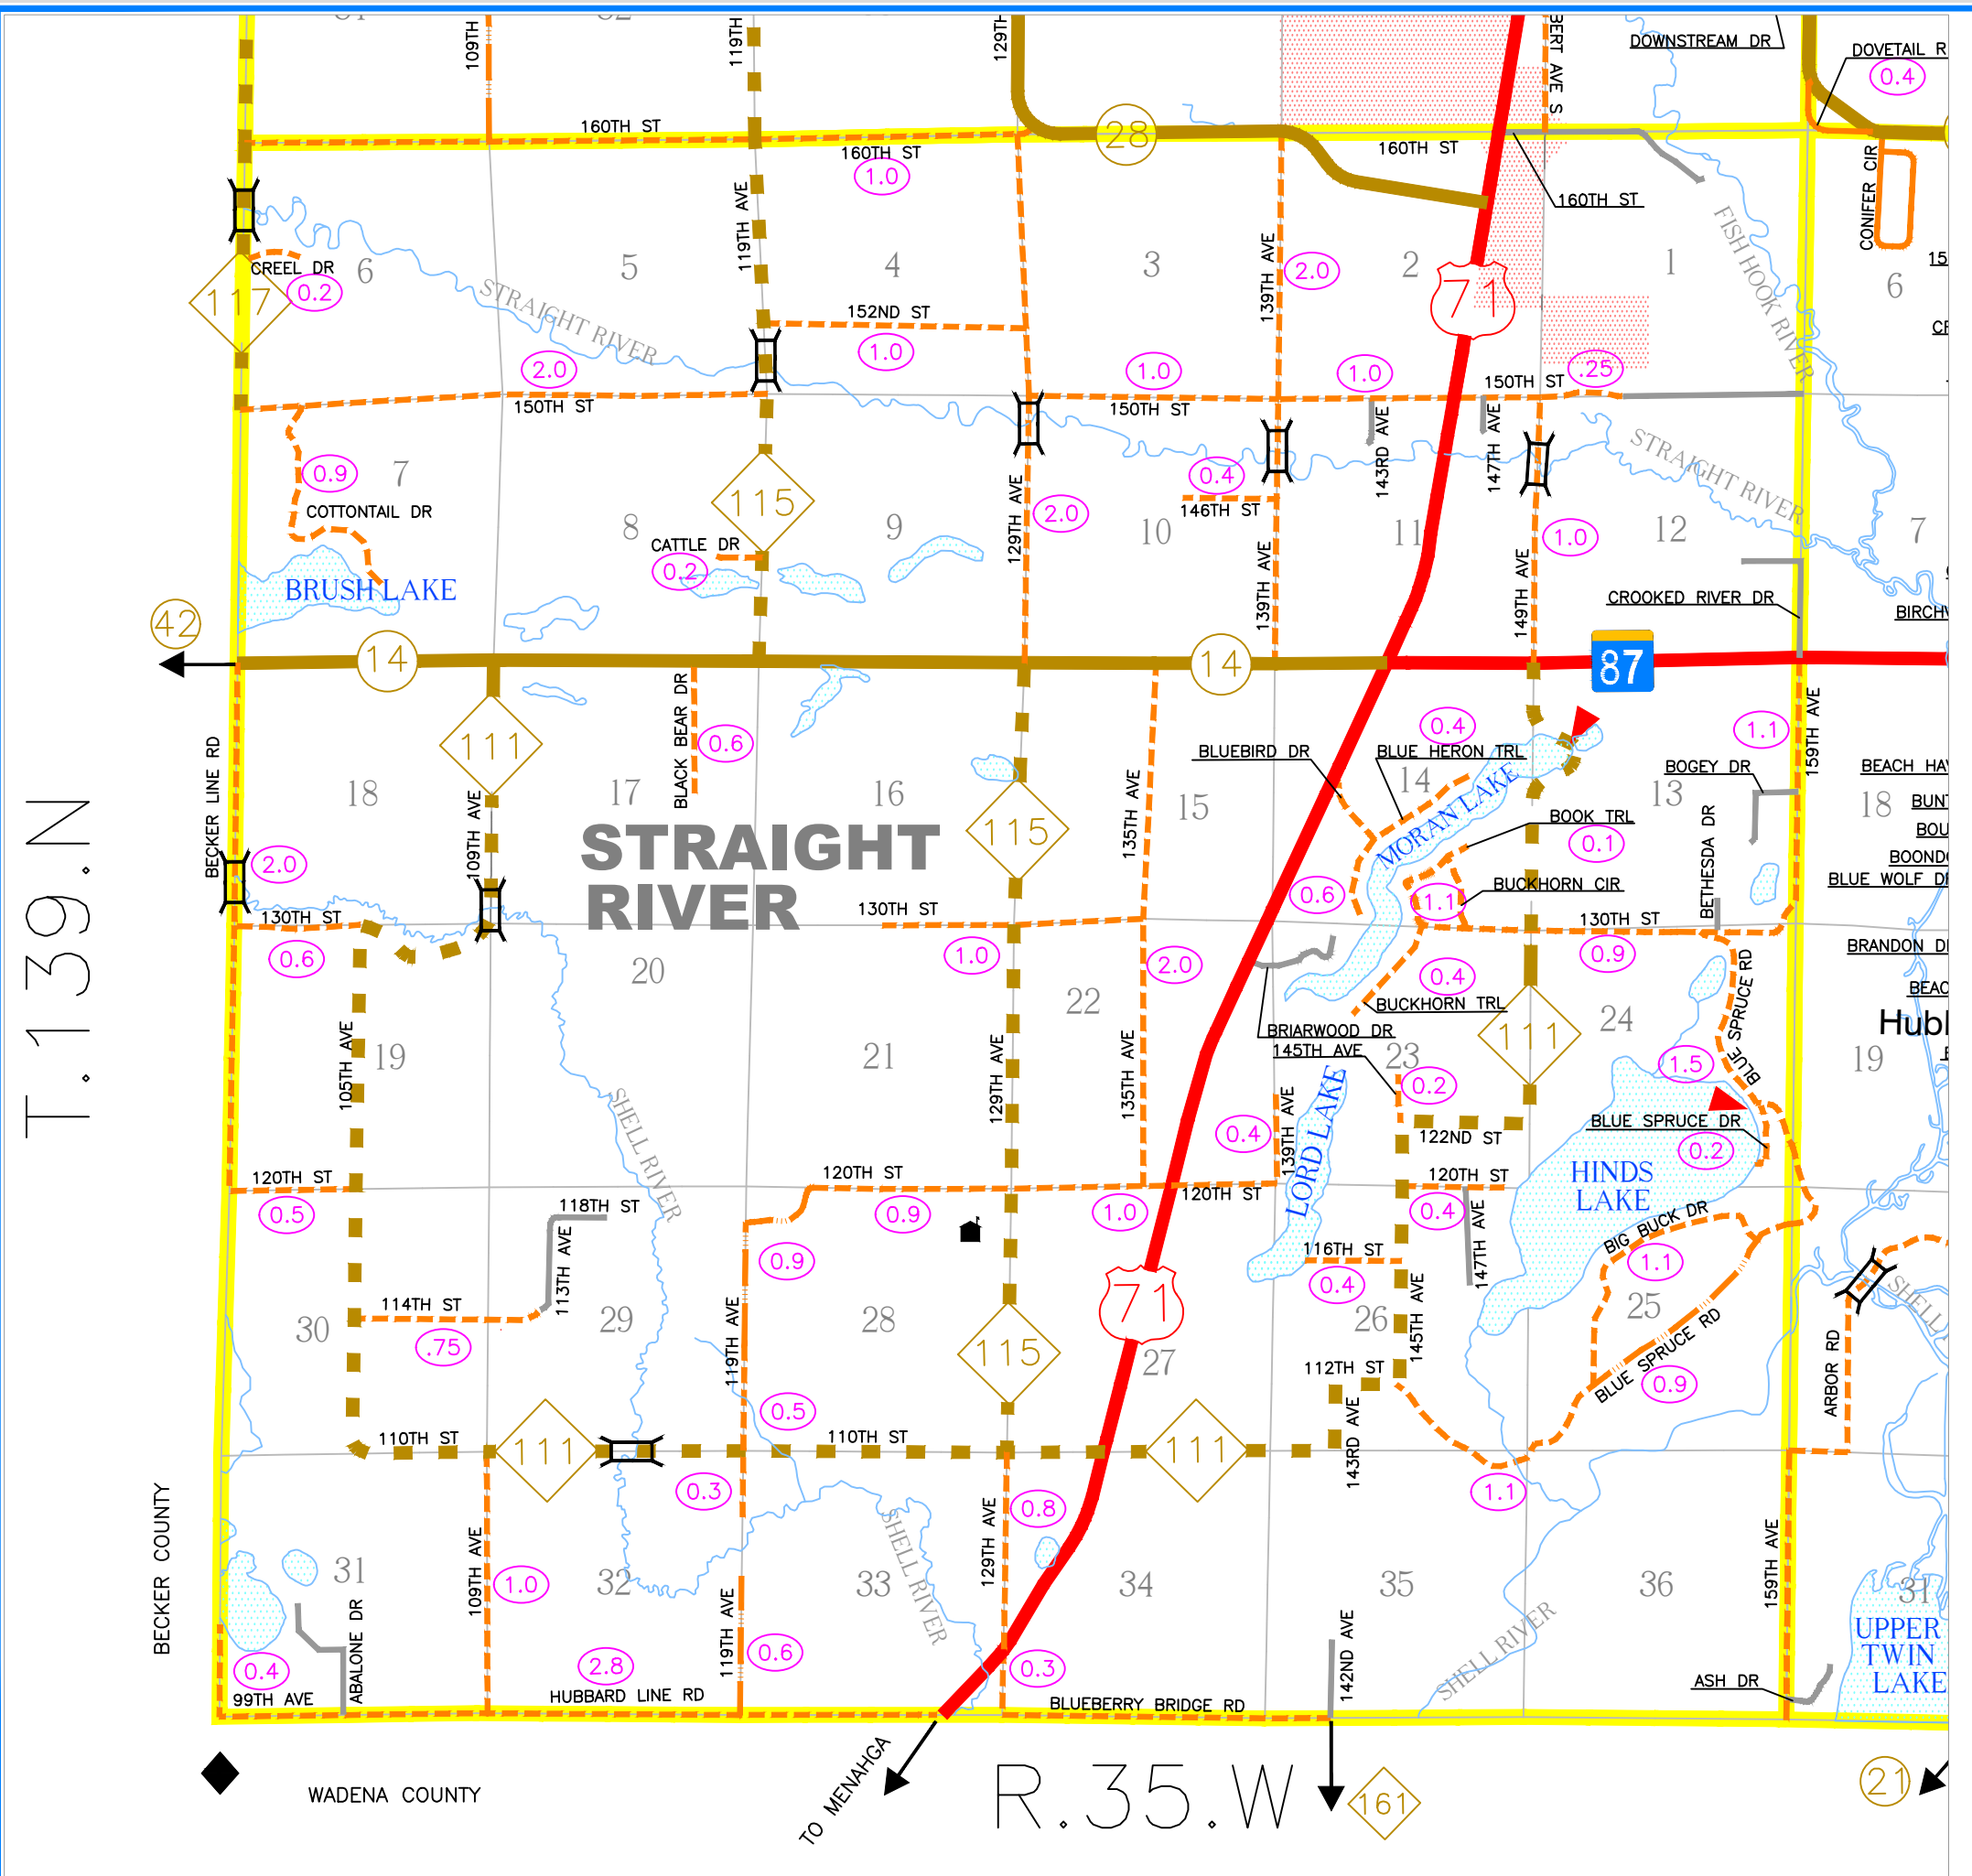 109TH
119TH
129TH
BERT AVE S
DOWNSTREAM DR
DOVETAIL R
0.4
160TH ST
160TH ST
1.0
28
160TH ST
160TH ST
CONIFER CIR
FISH HOOK RIVER
119TH AVE
139TH AVE
2.0
CREEL DR
0.2
117
6
5
4
3
2
1
6
15
71
STRAIGHT RIVER
152ND ST
1.0
2.0
150TH ST
1.0
150TH ST
1.0
150TH ST
.25
143RD AVE
147TH AVE
STRAIGHT RIVER
0.9
7
COTTONTAIL DR
115
8
9
CATTLE DR
0.2
129TH AVE
2.0
10
0.4
146TH ST
139TH AVE
11
149TH AVE
1.0
12
7
BRUSH LAKE
CROOKED RIVER DR
42
14
14
87
111
BECKER LINE RD
BLACK BEAR DR
0.6
BLUEBIRD DR
BLUE HERON TRL
0.4
1.1
159TH AVE
18
17
16
15
14
13
18
BOGEY DR
109TH AVE
115
135TH AVE
MORAN LAKE
BOOK TRL
0.1
BETHESDA DR
BLUE WOLF D
STRAIGHT
RIVER
2.0
0.6
1.1
BUCKHORN CIR
130TH ST
0.6
130TH ST
1.0
130TH ST
0.9
BRANDON D
T.139.N
20
22
2.0
0.4
BUCKHORN TRL
BRIARWOOD DR
111
24
BLUE SPRUCE RD
1.5
105TH AVE
19
21
129TH AVE
135TH AVE
145TH AVE
23
0.2
19
SHELL RIVER
0.4
139TH AVE
LORD LAKE
122ND ST
BLUE SPRUCE DR
0.2
HINDS
LAKE
120TH ST
0.5
120TH ST
0.9
1.0
120TH ST
120TH ST
0.4
118TH ST
113TH AVE
0.9
116TH ST
0.4
147TH AVE
BIG BUCK DR
1.1
114TH ST
.75
30
29
119TH AVE
28
115
71
27
26
145TH AVE
25
BLUE SPRUCE RD
0.9
ARBOR RD
0.5
112TH ST
143RD AVE
110TH ST
111
110TH ST
111
0.3
0.8
1.1
BECKER COUNTY
31
109TH AVE
1.0
32
119TH AVE
33
SHELL RIVER
129TH AVE
34
35
36
159TH AVE
31
UPPER
TWIN
LAKE
0.4
99TH AVE
ABALONE DR
2.8
HUBBARD LINE RD
0.6
0.3
BLUEBERRY BRIDGE RD
142ND AVE
SHELL RIVER
ASH DR
WADENA COUNTY
TO MENAHGA
R.35.W
161
21